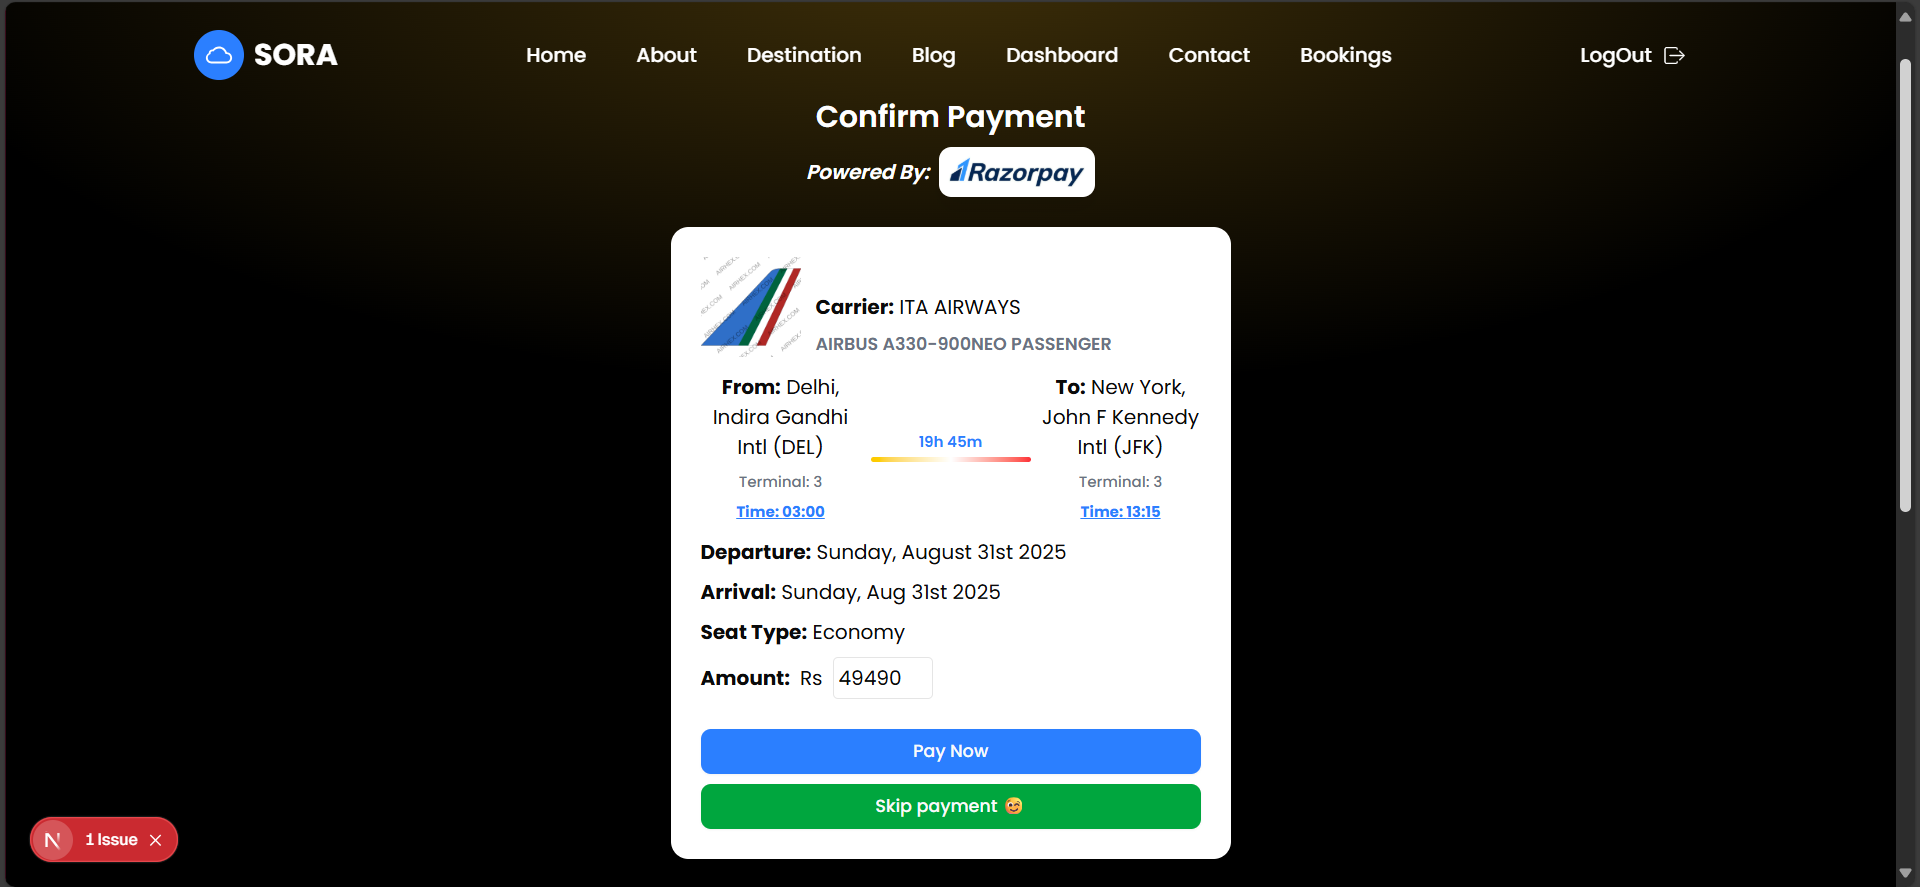 SORA
Home About Destination Blog Dashboard Contact Bookings LogOut
Confirm Payment
Powered By: Razorpay
AIRHEX.COM
Carrier: ITA AIRWAYS
AIRBUS A330-900NEO PASSENGER
From: Delhi,
Indira Gandhi
Intl (DEL)
Terminal: 3
Time: 03:00
19h 45m
To: New York,
John F Kennedy
Intl (JFK)
Terminal: 3
Time: 13:15
Departure: Sunday, August 31st 2025
Arrival: Sunday, Aug 31st 2025
Seat Type: Economy
Amount: Rs 49490
Pay Now
Skip payment
N 1 Issue